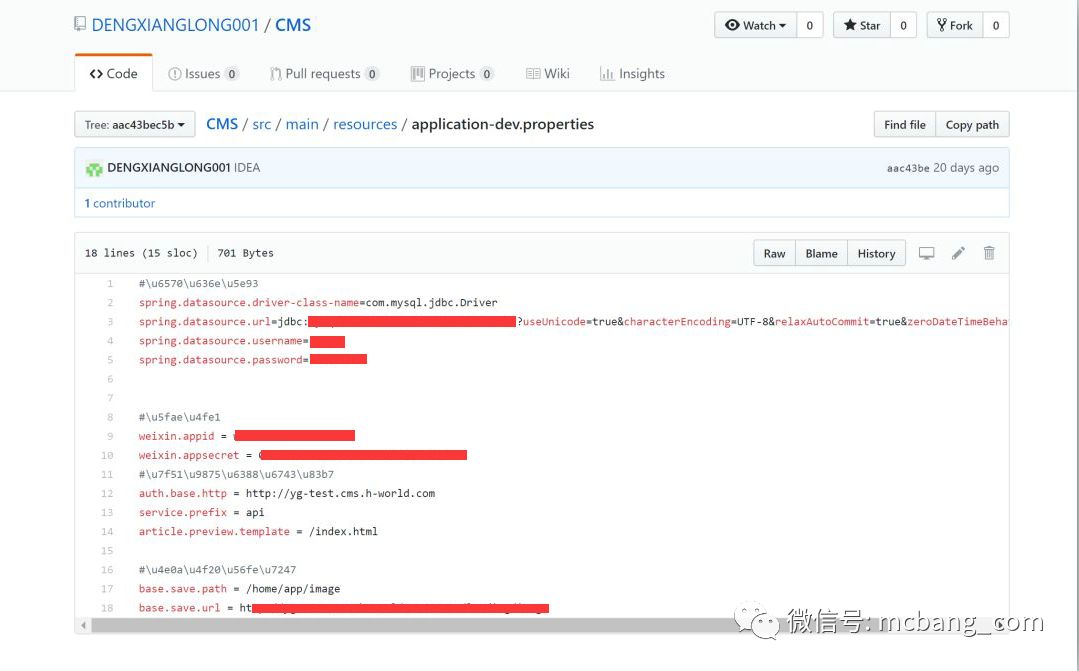 DENGXIANGLONG001 / CMS
Watch 0 Star 0 Fork 0
Code Issues 0 Pull requests 0 Projects 0 Wiki Insights
Tree: aac43bec5b CMS / src / main / resources / application-dev.properties Find file Copy path
DENGXIANGLONG001 IDEA aac43be 20 days ago
1 contributor
18 lines (15 sloc) 701 Bytes Raw Blame History
1 #\u6570\u636e\u5e93
2 spring.datasource.driver-class-name=com.mysql.jdbc.Driver
3 spring.datasource.url=jdbc: ?useUnicode=true&characterEncoding=UTF-8&relaxAutoCommit=true&zeroDateTimeBeha
4 spring.datasource.username=
5 spring.datasource.password=
6
7
8 #\u5fae\u4fe1
9 weixin.appid =
10 weixin.appsecret =
11 #\u7f51\u9875\u6388\u6743\u83b7
12 auth.base.http = http://yg-test.cms.h-world.com
13 service.prefix = api
14 article.preview.template = /index.html
15
16 #\u4e0a\u4f20\u56fe\u7247
17 base.save.path = /home/app/image
18 base.save.url = ht
微信号: mcbang_com